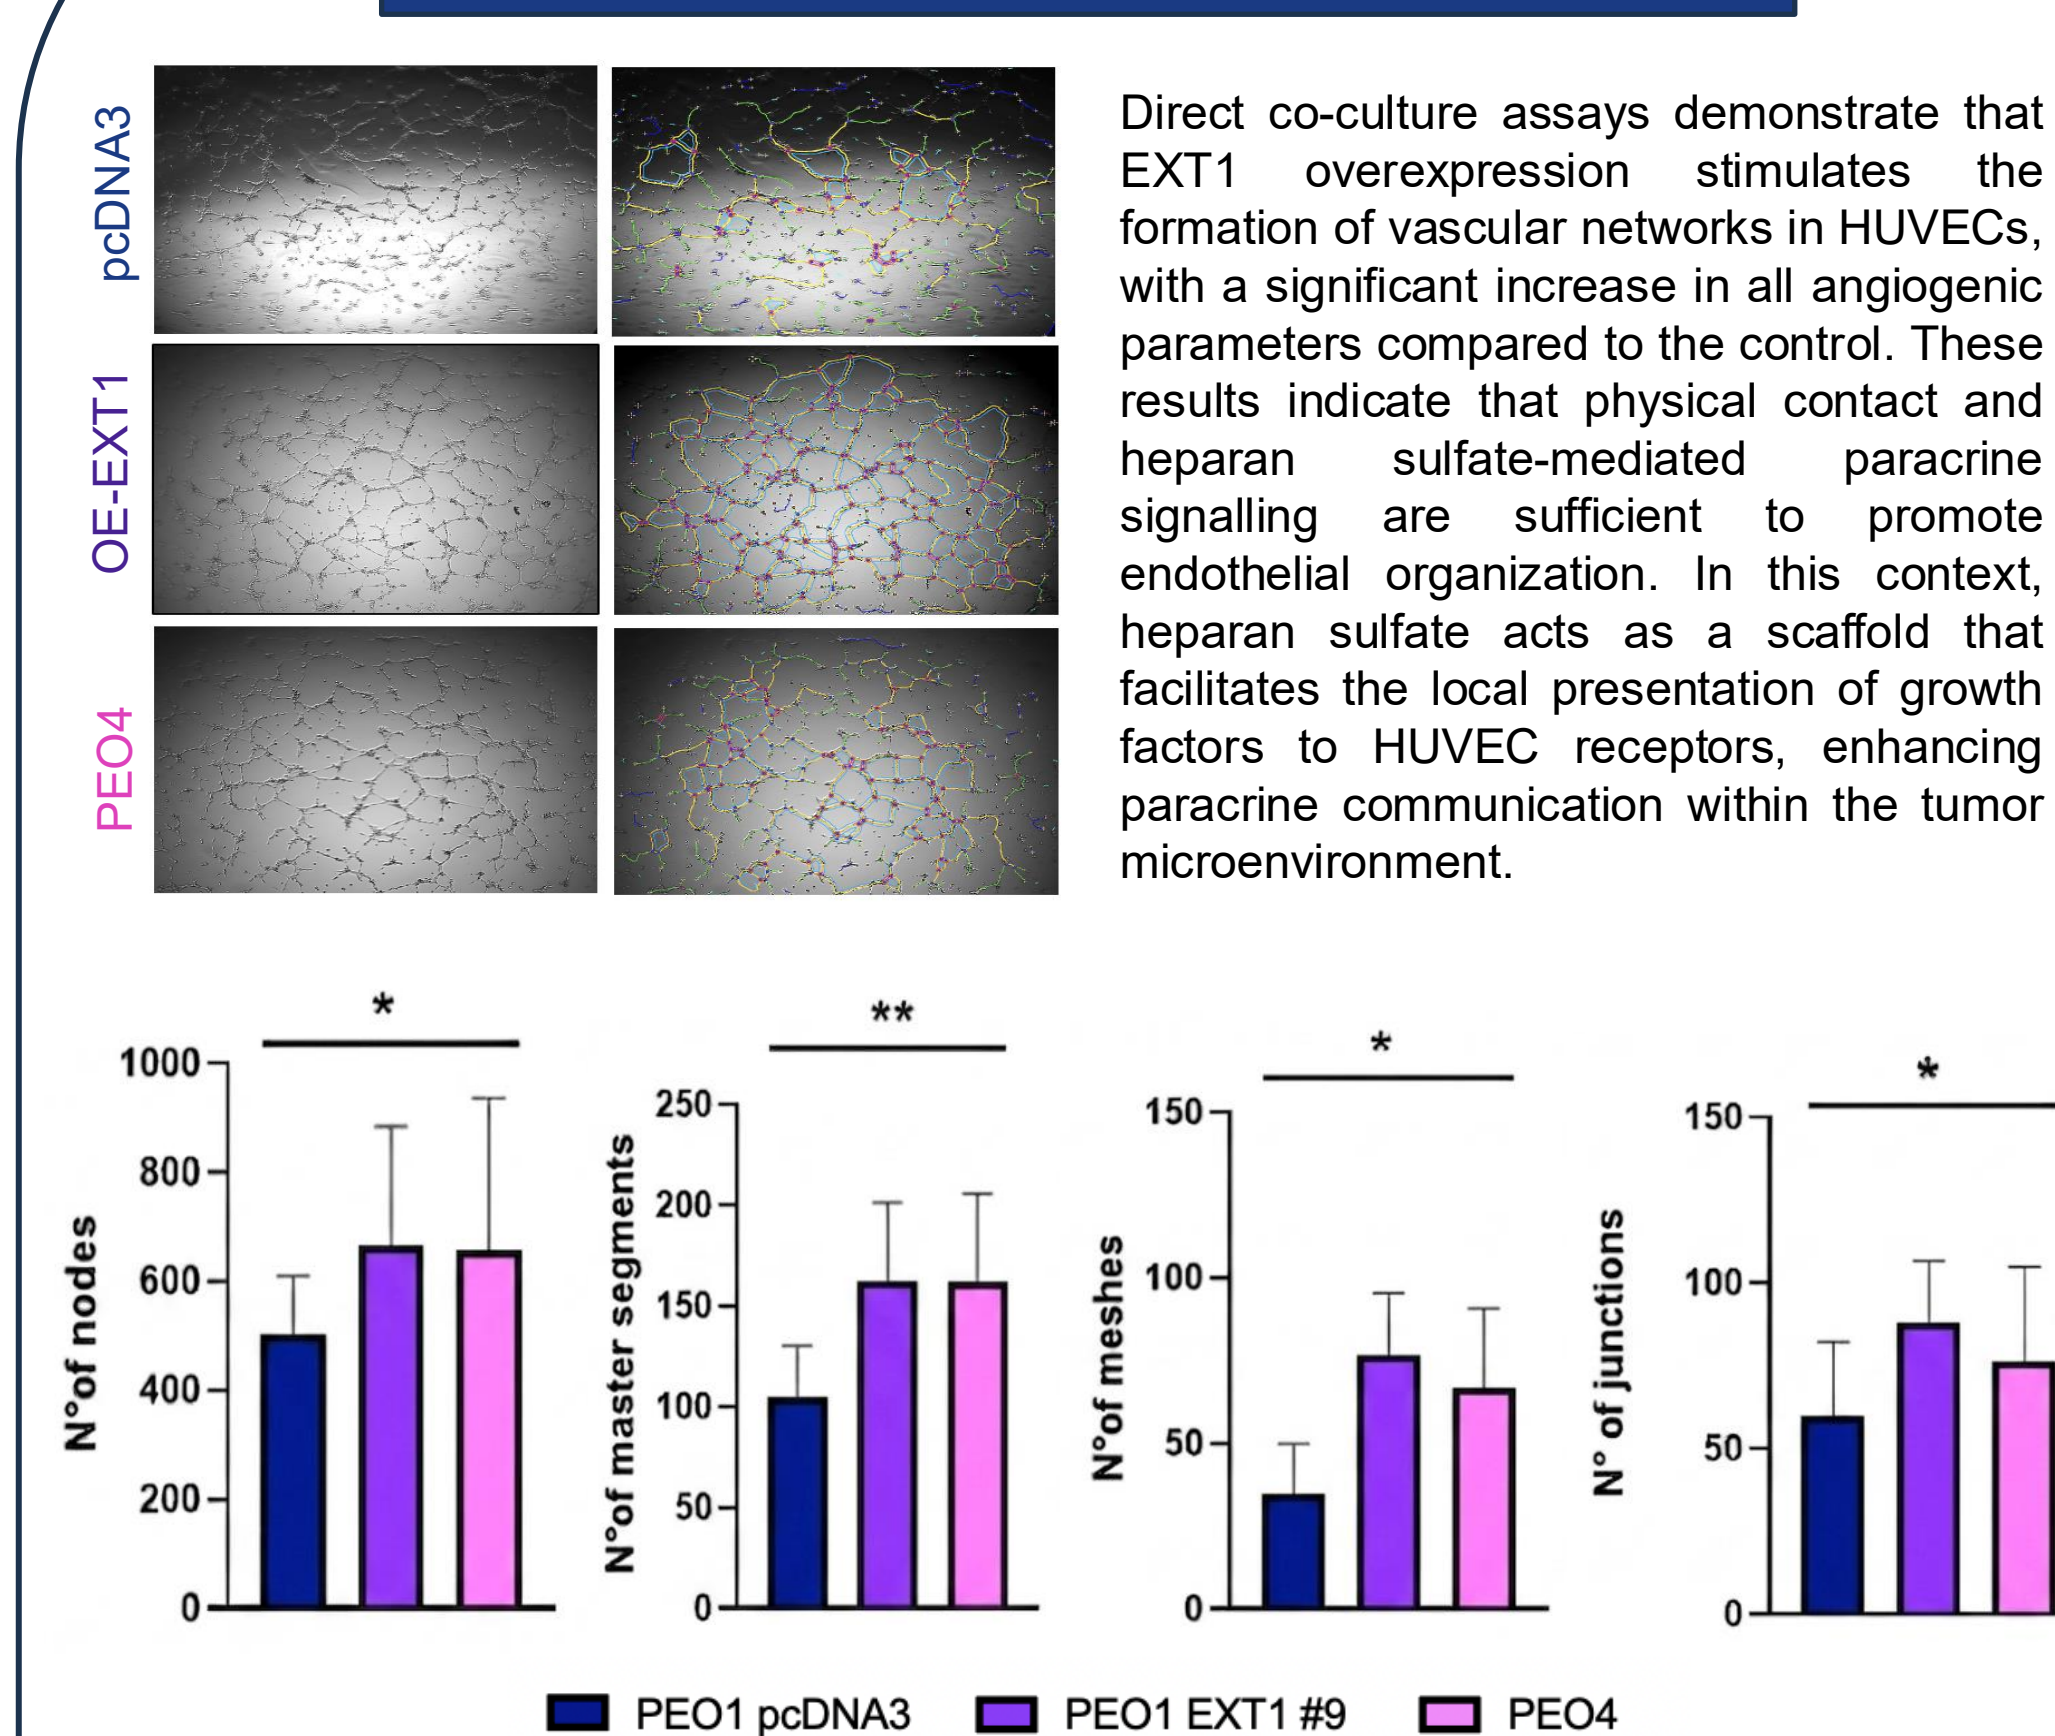 pcDNA3
OE-EXT1
PEO4
Direct co-culture assays demonstrate that
EXT1 overexpression stimulates the
formation of vascular networks in HUVECs,
with a significant increase in all angiogenic
parameters compared to the control. These
results indicate that physical contact and
heparan sulfate-mediated paracrine
signalling are sufficient to promote
endothelial organization. In this context,
heparan sulfate acts as a scaffold that
facilitates the local presentation of growth
factors to HUVEC receptors, enhancing
paracrine communication within the tumor
microenvironment.
*
N°of nodes
1000
800
600
400
200
0
**
N°of master segments
250
200
150
100
50
0
*
N°of meshes
150
100
50
0
*
N° of junctions
150
100
50
0
PEO1 pcDNA3
PEO1 EXT1 #9
PEO4